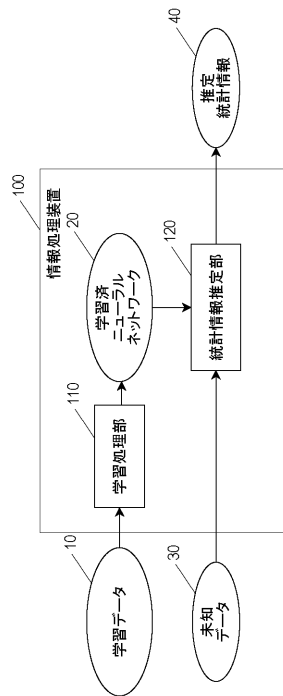 100
情報処理装置
10
学習データ
110
学習処理部
20
学習済
ニューラル
ネットワーク
30
未知
データ
120
統計情報推定部
40
推定
統計情報